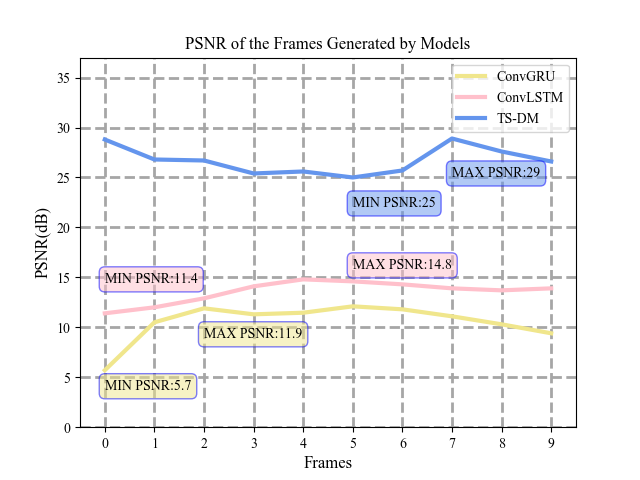 PSNR of the Frames Generated by Models
ConvGRU
ConvLSTM
TS-DM
PSNR(dB)
35
30
25
20
15
10
5
0
MAX PSNR:29
MIN PSNR:25
MAX PSNR:14.8
MIN PSNR:11.4
MAX PSNR:11.9
MIN PSNR:5.7
0 1 2 3 4 5 6 7 8 9
Frames